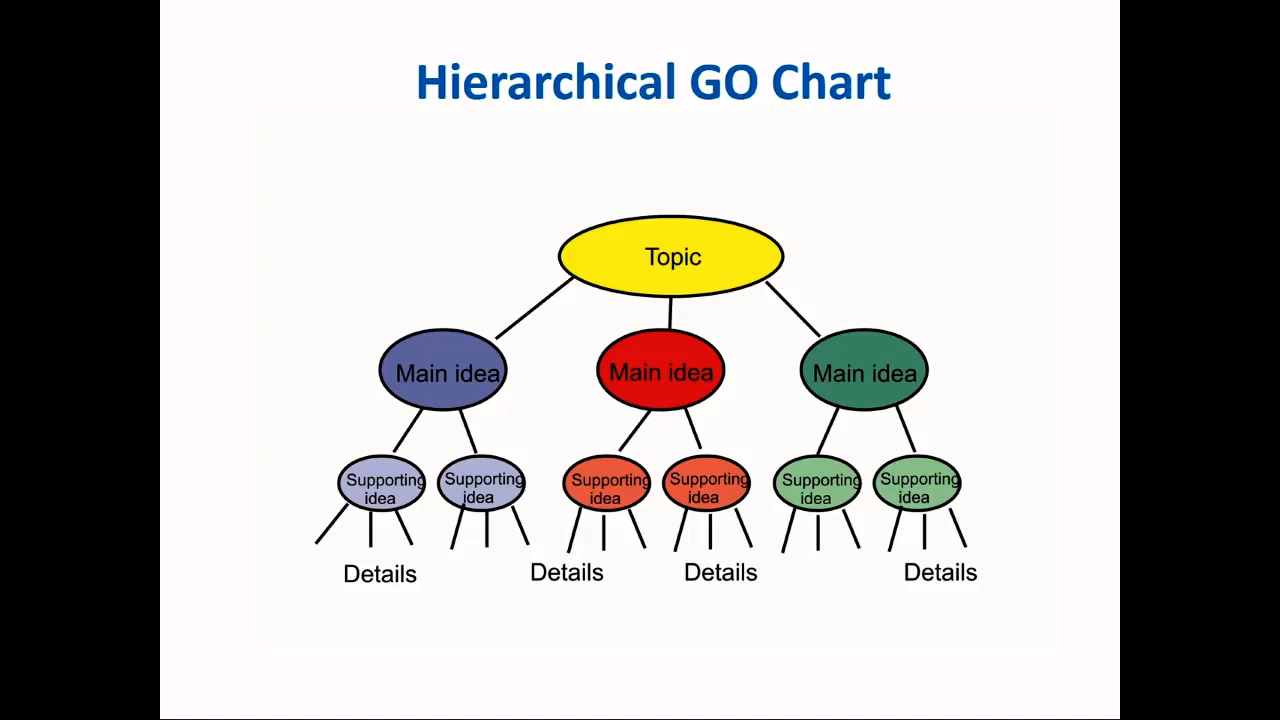 Hierarchical GO Chart
Topic
Main idea
Main idea
Main idea
Supporting
idea
Supporting
idea
Supporting
idea
Supporting
idea
Supporting
idea
Supporting
idea
Details
Details
Details
Details